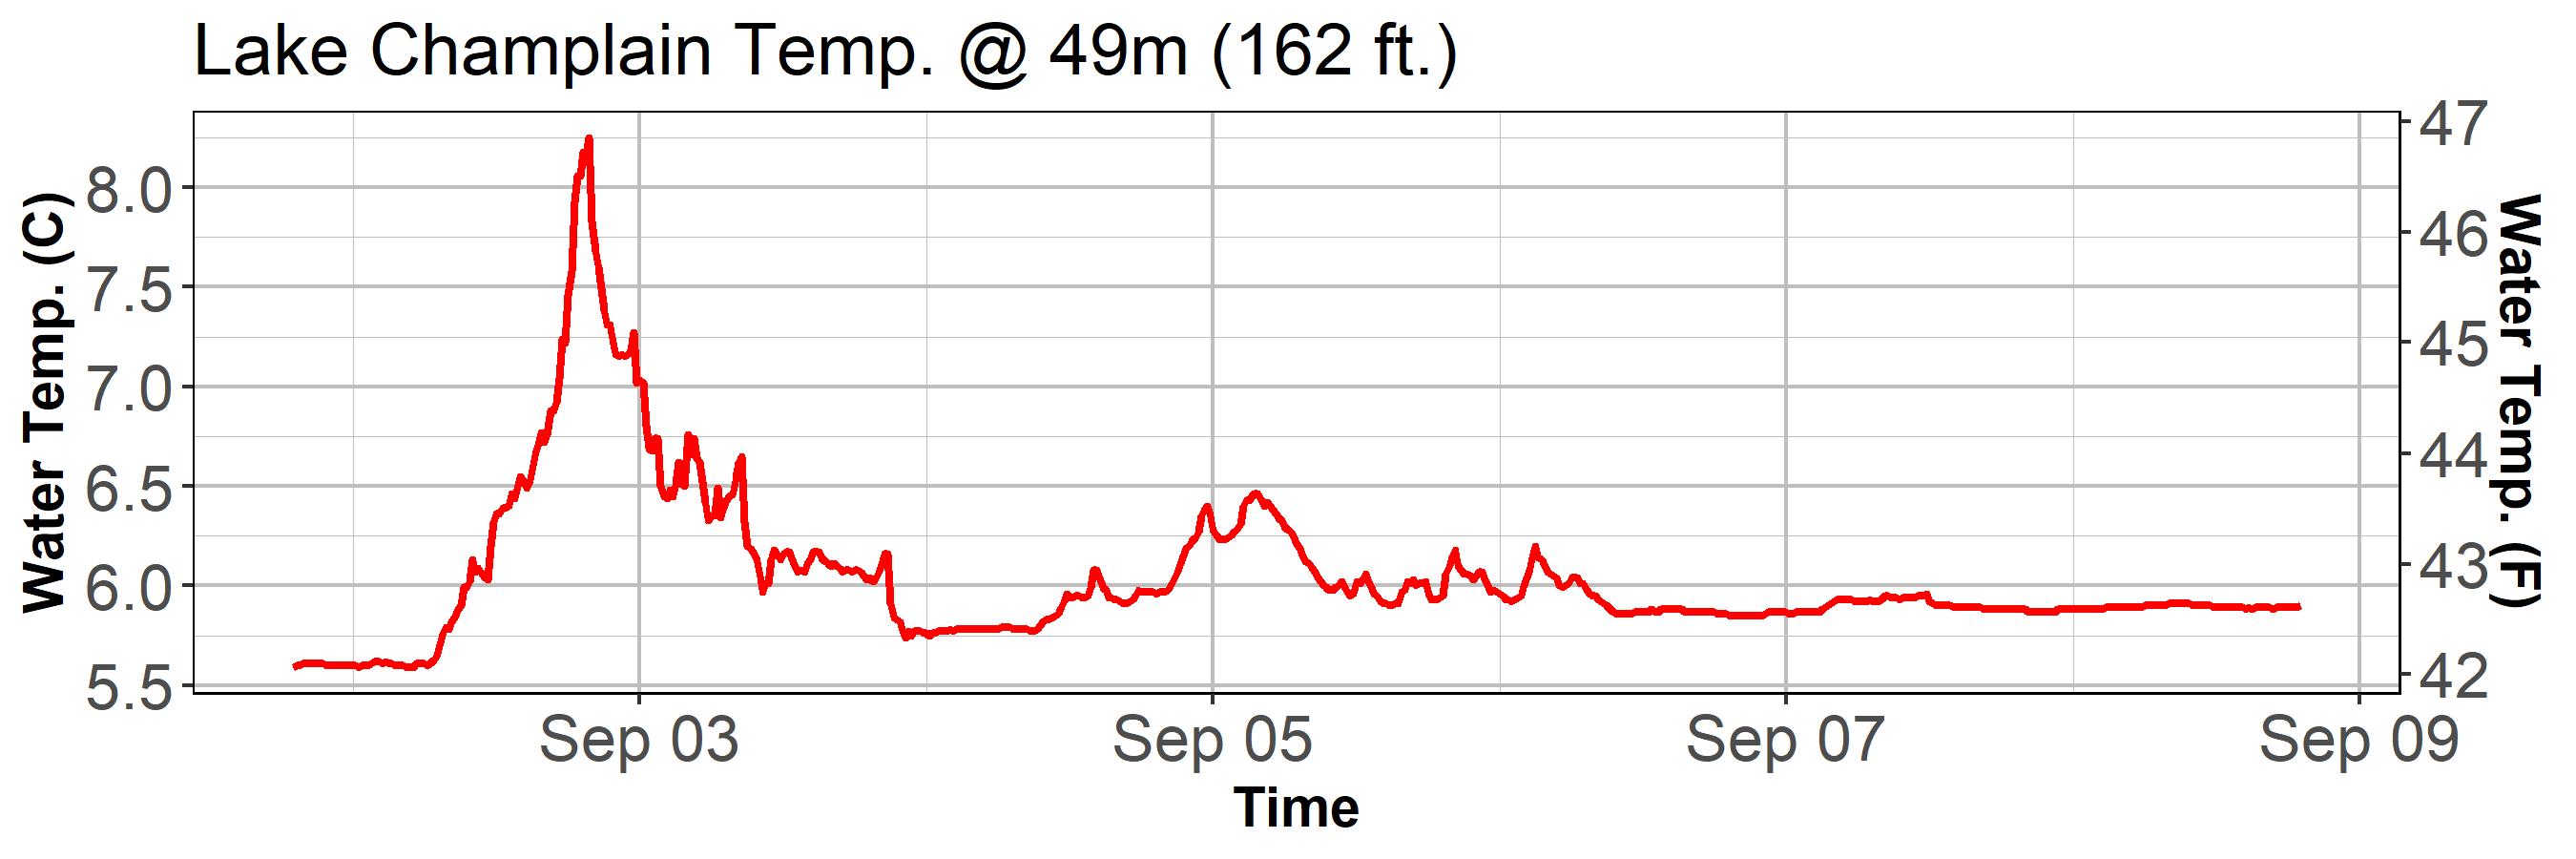 Lake Champlain Temp. @ 49m (162 ft.)
Water Temp. (C)
8.0
7.5
7.0
6.5
6.0
5.5
47
46
45
44
43
42
Water Temp. (F)
Sep 03 Sep 05 Sep 07 Sep 09
Time